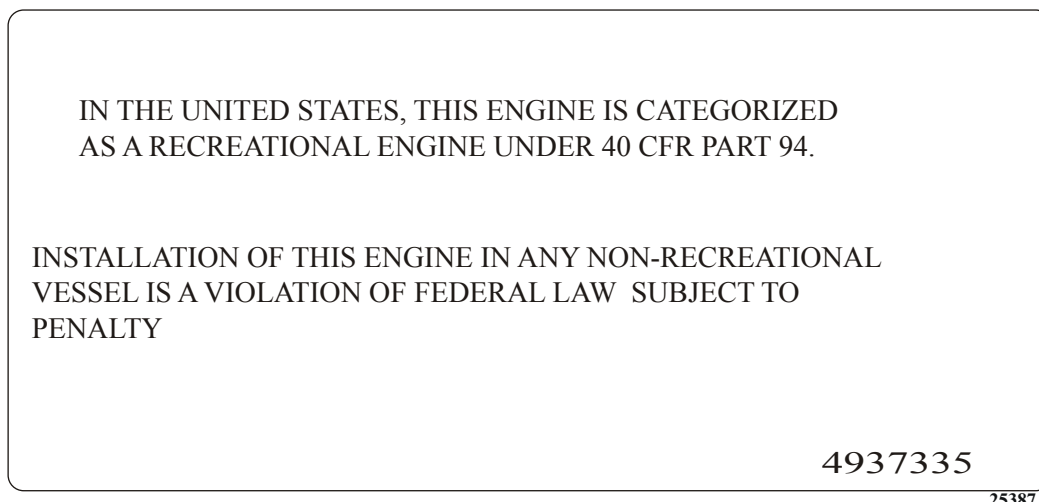 IN THE UNITED STATES, THIS ENGINE IS CATEGORIZED
AS A RECREATIONAL ENGINE UNDER 40 CFR PART 94.
INSTALLATION OF THIS ENGINE IN ANY NON-RECREATIONAL
VESSEL IS A VIOLATION OF FEDERAL LAW  SUBJECT TO
PENALTY
4937335
25387